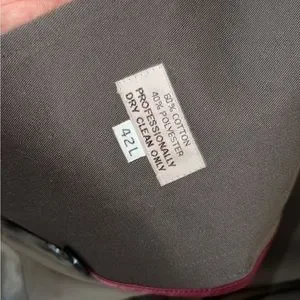 60% COTTON
40% POLYESTER
PROFESSIONALLY
DRY CLEAN ONLY
42L